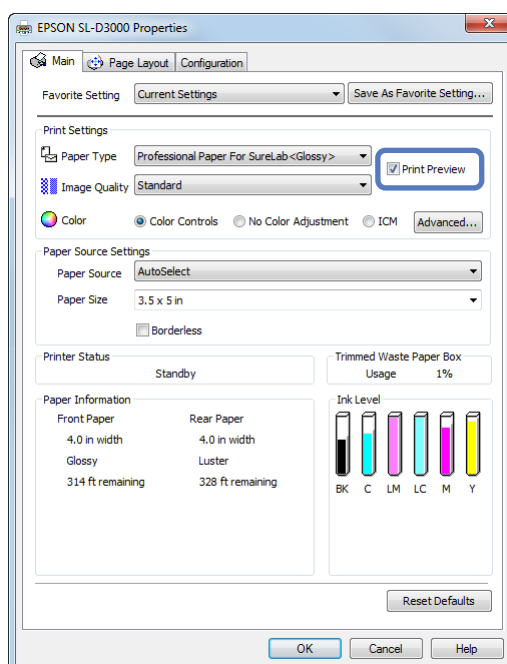 EPSON SL-D3000 Properties
Main Page Layout Configuration
Favorite Setting Current Settings Save As Favorite Setting...
Print Settings
Paper Type Professional Paper For SureLab<Glossy> Print Preview
Image Quality Standard
Color Color Controls No Color Adjustment ICM Advanced...
Paper Source Settings
Paper Source AutoSelect
Paper Size 3.5 x 5 in
Borderless
Printer Status Trimmed Waste Paper Box
Standby Usage 1%
Paper Information Ink Level
Front Paper Rear Paper
4.0 in width 4.0 in width
Glossy Luster
314 ft remaining 328 ft remaining
BK C LM LC M Y
Reset Defaults
OK Cancel Help